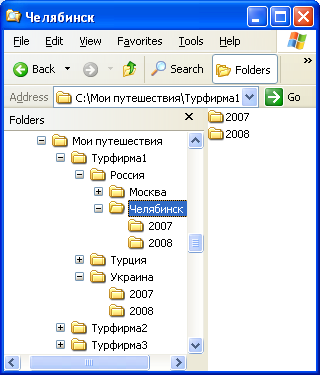 Челябинск
File Edit View Favorites Tools Help
Back Search Folders
Address C:\Мои путешествия\Турфирма1 Go
Folders
Мои путешествия
Турфирма1
Россия
Москва
Челябинск
2007
2008
Турция
Украина
2007
2008
Турфирма2
Турфирма3
2007
2008